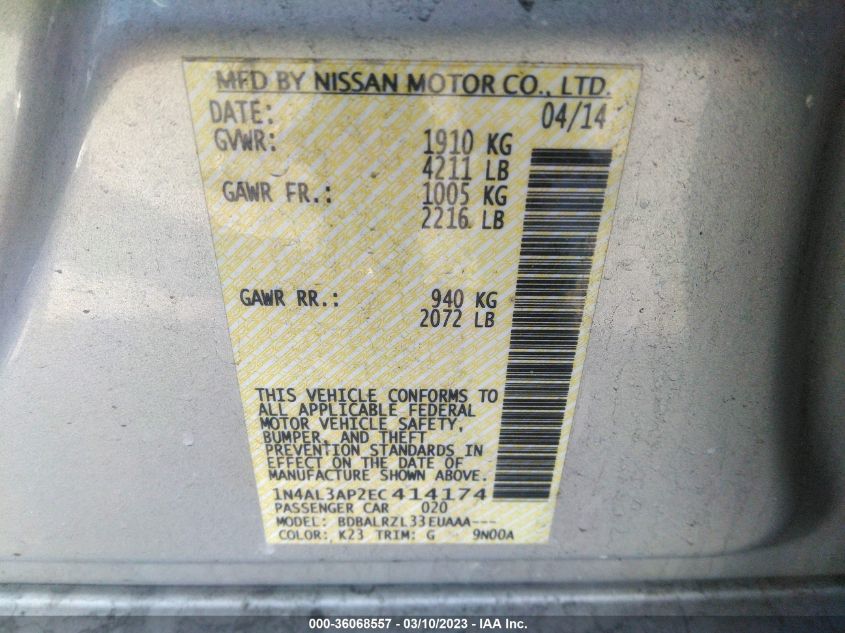 MFD BY NISSAN MOTOR CO., LTD.
DATE: 04/14
GVWR: 1910 KG
4211 LB
GAWR FR.: 1005 KG
2216 LB
GAWR RR.: 940 KG
2072 LB
THIS VEHICLE CONFORMS TO
ALL APPLICABLE FEDERAL
MOTOR VEHICLE SAFETY,
BUMPER, AND THEFT
PREVENTION STANDARDS IN
EFFECT ON THE DATE OF
MANUFACTURE SHOWN ABOVE.
1N4AL3AP2EC414174
PASSENGER CAR 020
MODEL: BDBALRZL33EUAAA---
COLOR: K23 TRIM: G 9N00A
000-36068557 - 03/10/2023 - IAA Inc.